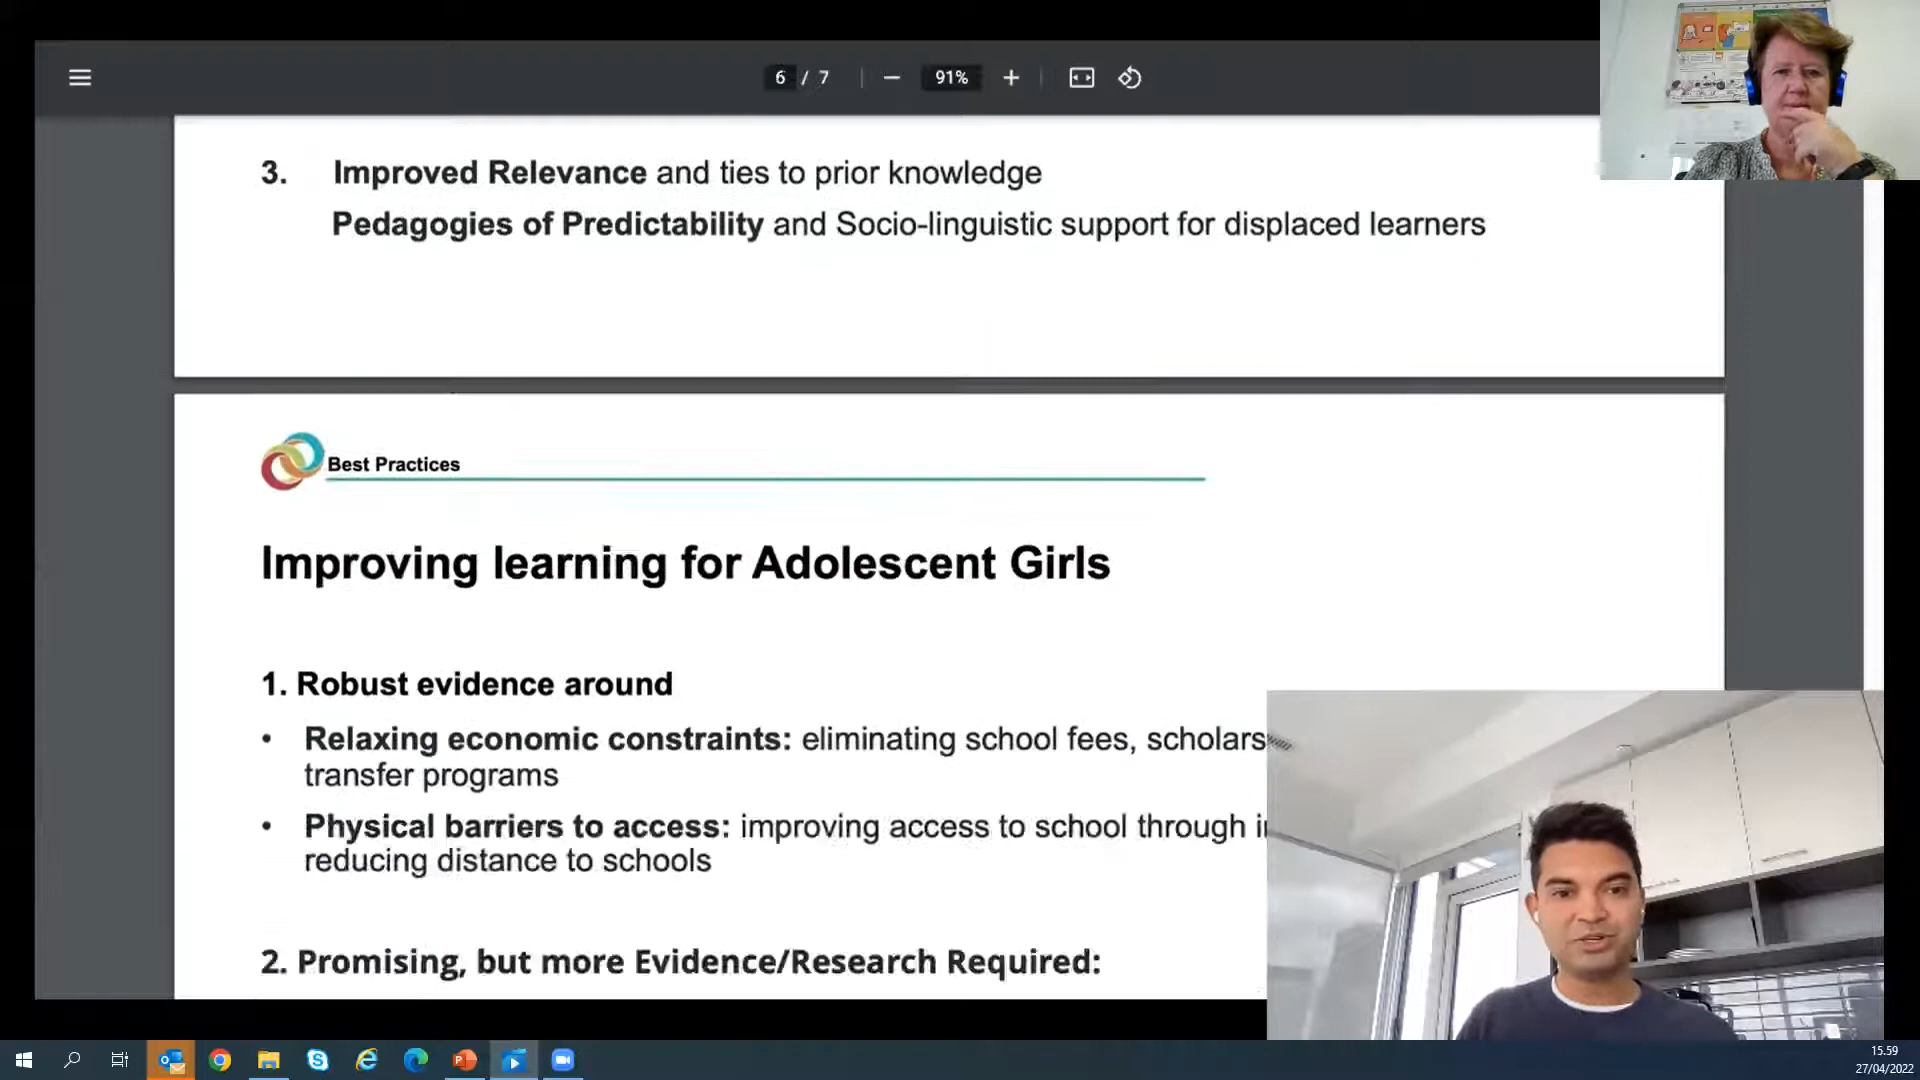 6 / 7
91%
3. Improved Relevance and ties to prior knowledge
Pedagogies of Predictability and Socio-linguistic support for displaced learners
Best Practices
Improving learning for Adolescent Girls
1. Robust evidence around
• Relaxing economic constraints: eliminating school fees, scholars
transfer programs
• Physical barriers to access: improving access to school through
reducing distance to schools
2. Promising, but more Evidence/Research Required:
15.59
27/04/2022